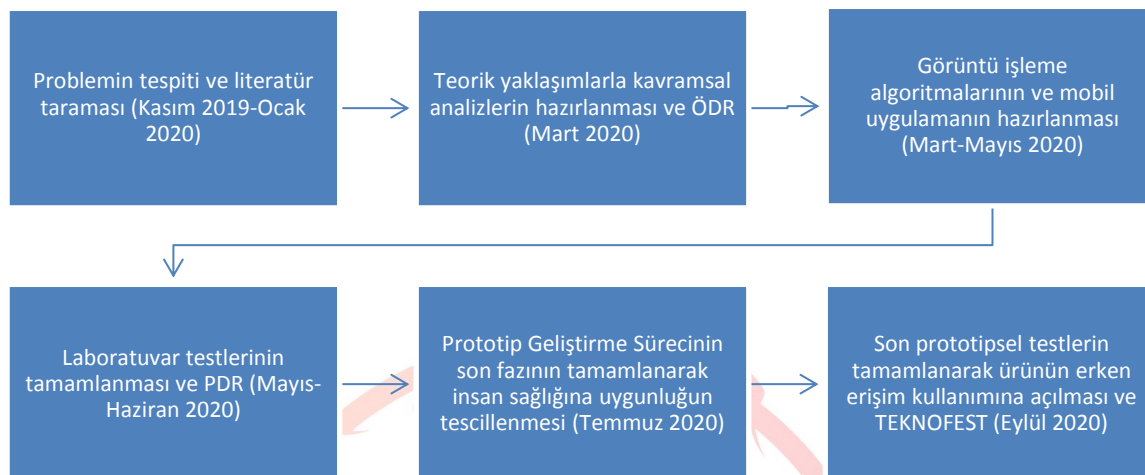 Problemin tespiti ve literatür
taraması (Kasım 2019-Ocak
2020)
Teorik yaklaşımlarla kavramsal
analizlerin hazırlanması ve ÖDR
(Mart 2020)
Görüntü işleme
algoritmalarının ve mobil
uygulamanın hazırlanması
(Mart-Mayıs 2020)
Laboratuvar testlerinin
tamamlanması ve PDR (Mayıs-
Haziran 2020)
Prototip Geliştirme Sürecinin
son fazının tamamlanarak
insan sağlığına uygunluğun
tescillenmesi (Temmuz 2020)
Son prototipsel testlerin
tamamlanarak ürünün erken
erişim kullanımına açılması ve
TEKNOFEST (Eylül 2020)